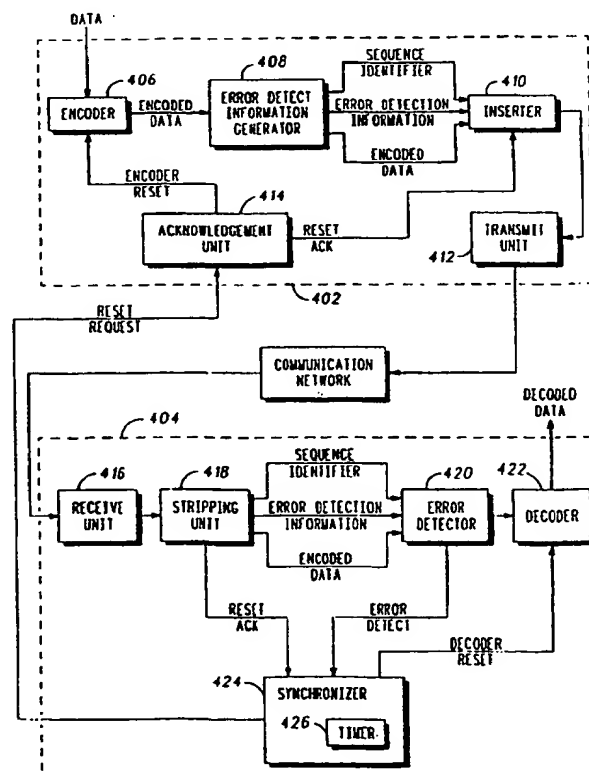 DATA
406
408
SEQUENCE
IDENTIFIER
410
ENCODER
ENCODED
DATA
ERROR DETECT
INFORMATION
GENERATOR
ERROR DETECTION
INFORMATION
INSERTER
ENCODED
DATA
ENCODER
RESET
414
ACKNOWLEDGEMENT
UNIT
RESET
ACK
TRANSMIT
UNIT
412
402
RESET
REQUEST
COMMUNICATION
NETWORK
DECODED
DATA
404
416
418
SEQUENCE
IDENTIFIER
420
422
RECEIVE
UNIT
STRIPPING
UNIT
ERROR DETECTION
INFORMATION
ERROR
DETECTOR
DECODER
ENCODED
DATA
RESET
ACK
ERROR
DETECT
DECODER
RESET
424
SYNCHRONIZER
426
TIMER